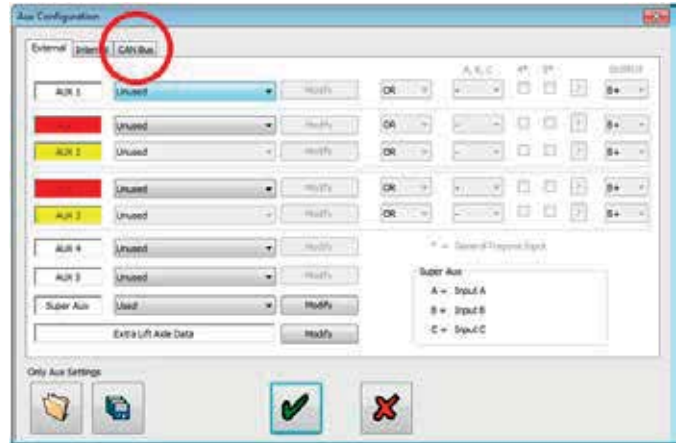 Aux Configuration
External Internal CAN Bus
A, B, C 4* 5* OUTPUT
AUX 1 Unused Modify OR - B+
Unused Modify OR - B+
AUX 2 Unused Modify OR - B+
Unused Modify OR - B+
AUX 3 Unused OR - B+
AUX 4 Unused Modify * = General Purpose Input
Unused Modify Super Aux
A = Input A
Super Aux Used Modify B = Input B
Extra Lift Axle Data Modify C = Input C
Only Aux Settings